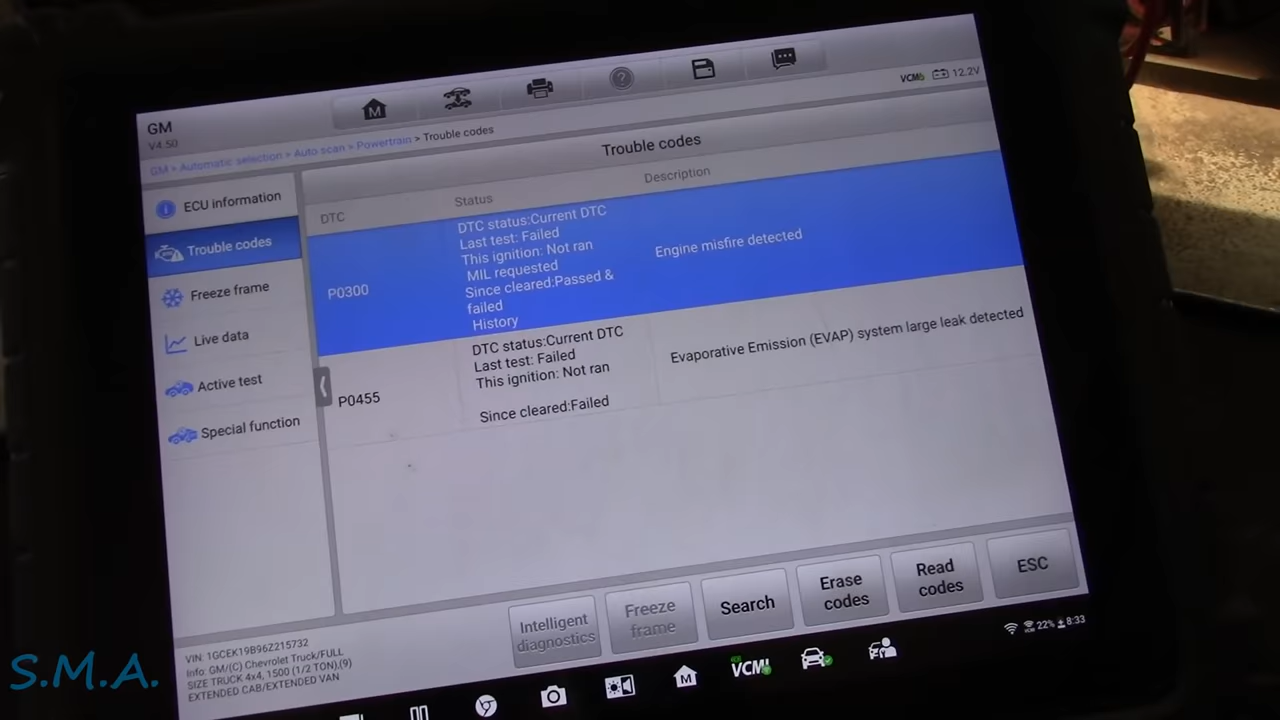 GM
V4.50
VCMI 12.2V
GM > Automatic selection > Auto scan > Powertrain > Trouble codes
Trouble codes
DTC Status Description
ECU information
Trouble codes
Freeze frame
Live data
Active test
Special function
P0300
DTC status:Current DTC
Last test: Failed
This ignition: Not ran
MIL requested
Since cleared:Passed &
failed
History
Engine misfire detected
P0455
DTC status:Current DTC
Last test: Failed
This ignition: Not ran
Since cleared:Failed
Evaporative Emission (EVAP) system large leak detected
Intelligent
diagnostics
Freeze
frame
Search
Erase
codes
Read
codes
ESC
VIN: 1GCEK19B96Z215732
Info: GM/(C) Chevrolet Truck/FULL
SIZE TRUCK 4x4, 1500 (1/2 TON),(9)
EXTENDED CAB/EXTENDED VAN
M
VCMI
22% 8:33
S.M.A.